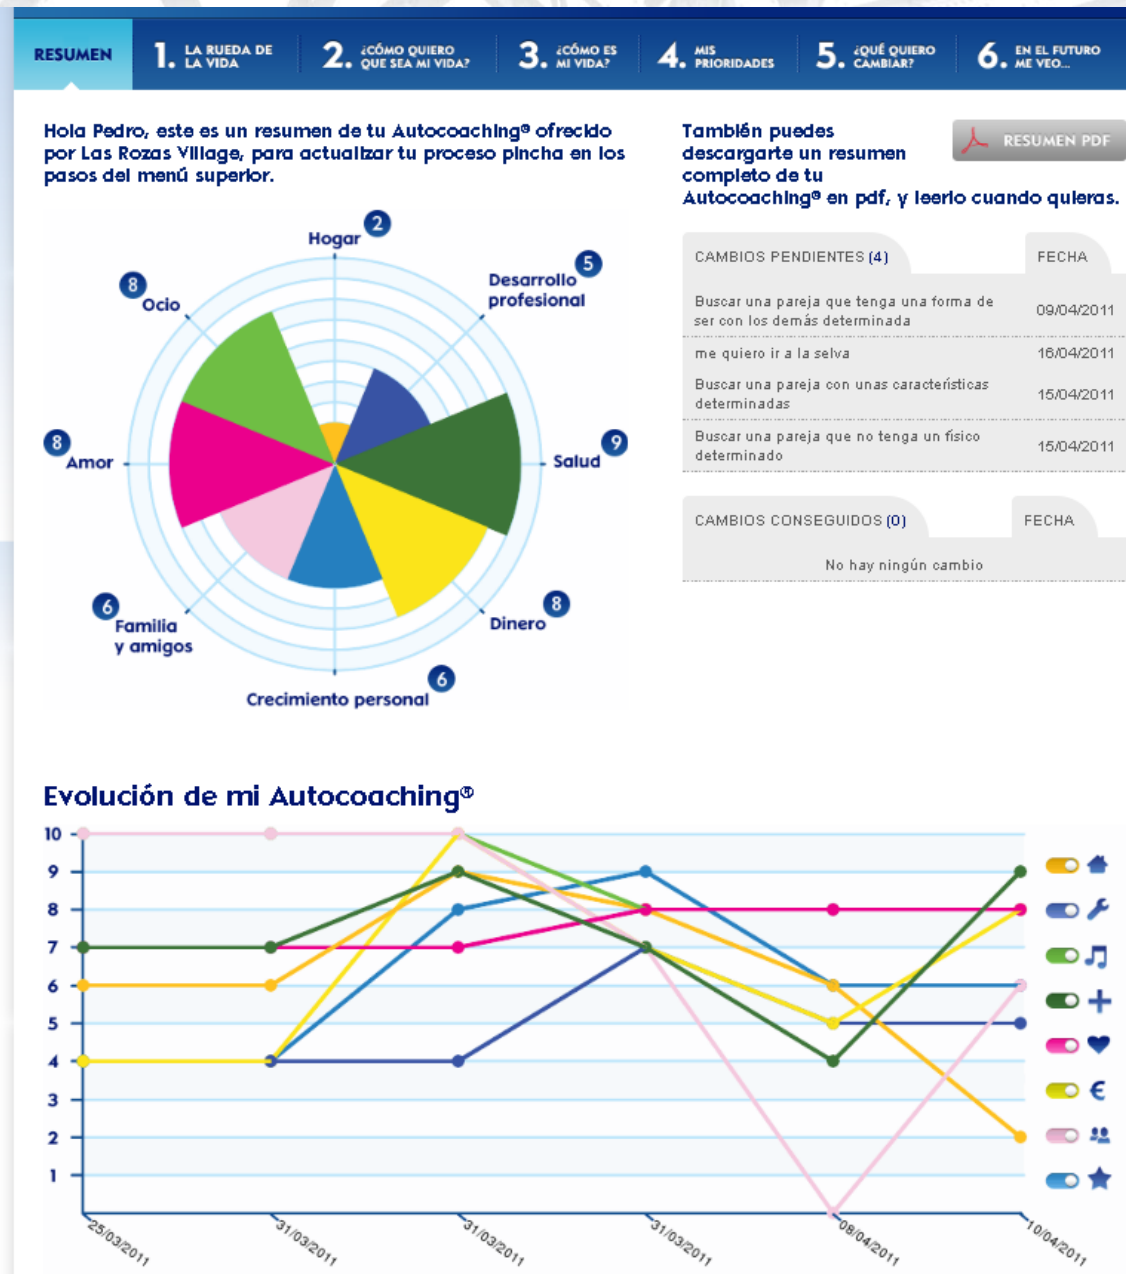 RESUMEN
1. LA RUEDA DE
LA VIDA
2. ¿CÓMO QUIERO
QUE SEA MI VIDA?
3. ¿CÓMO ES
MI VIDA?
4. MIS
PRIORIDADES
5. ¿QUÉ QUIERO
CAMBIAR?
6. EN EL FUTURO
ME VEO...
Hola Pedro, este es un resumen de tu Autocoaching® ofrecido
por Las Rozas Village, para actualizar tu proceso pincha en los
pasos del menú superior.
También puedes
descargarte un resumen
completo de tu
Autocoaching® en pdf, y leerlo cuando quieras.
RESUMEN PDF
Hogar 2
Desarrollo 5
profesional
Salud 9
Dinero 8
Crecimiento personal 6
6 Familia
y amigos
8 Amor
8 Ocio
CAMBIOS PENDIENTES (4) FECHA
Buscar una pareja que tenga una forma de
ser con los demás determinada 09/04/2011
me quiero ir a la selva 16/04/2011
Buscar una pareja con unas características
determinadas 15/04/2011
Buscar una pareja que no tenga un físico
determinado 15/04/2011
CAMBIOS CONSEGUIDOS (0) FECHA
No hay ningún cambio
Evolución de mi Autocoaching®
10
9
8
7
6
5
4
3
2
1
25/03/2011
31/03/2011
31/03/2011
31/03/2011
08/04/2011
10/04/2011
€